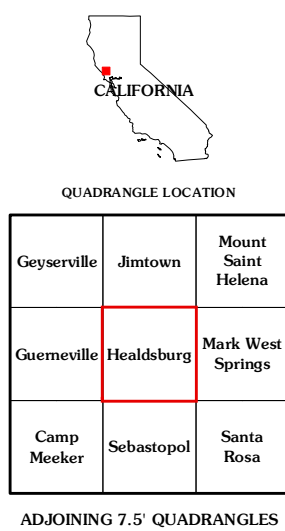 CALIFORNIA
QUADRANGLE LOCATION
Geyserville
Jimtown
Mount
Saint
Helena
Guerneville
Healdsburg
Mark West
Springs
Camp
Meeker
Sebastopol
Santa
Rosa
ADJOINING 7.5' QUADRANGLES